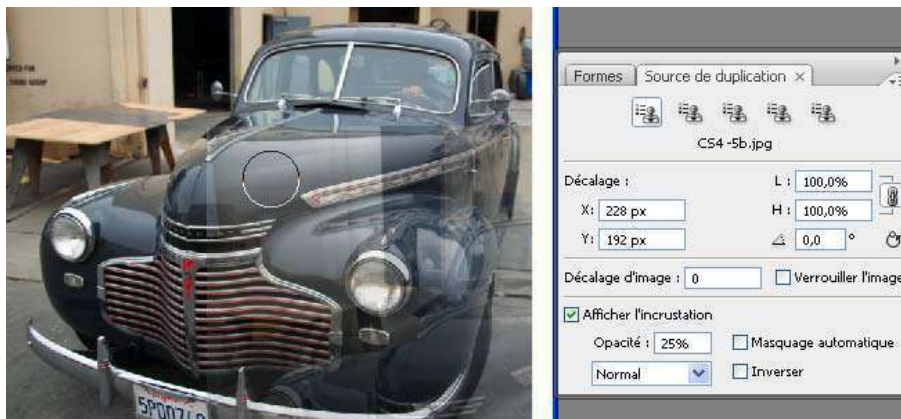 Formes
Source de duplication ×
CS4-5b.jpg
Décalage :
L : 100,0%
X: 228 px
H : 100,0%
Y: 192 px
0,0 °
Décalage d'image : 0
Verrouiller l'image
Afficher l'incrustation
Opacité : 25%
Masquage automatique
Normal
Inverser